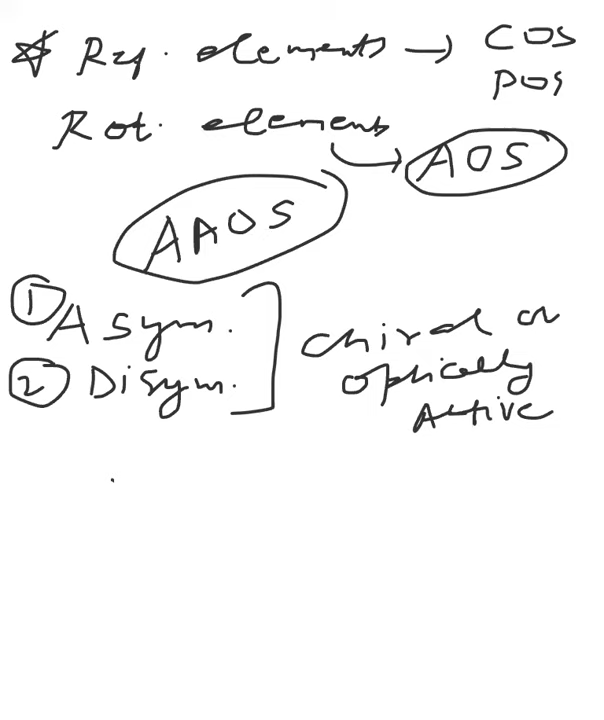 ☆ Ref. elements → COS
POS
Rot. elements
→ AOS
AAOS
① Asym.
② Disym.
Chiral or
optically
Active